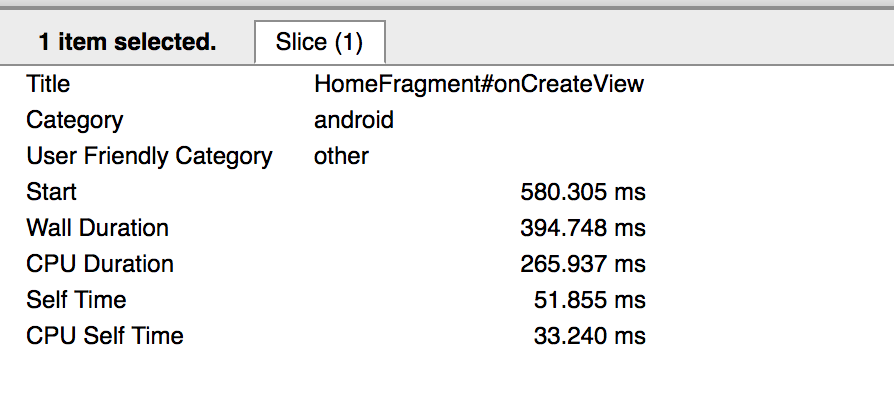 1 item selected. Slice (1)
Title HomeFragment#onCreateView
Category android
User Friendly Category other
Start 580.305 ms
Wall Duration 394.748 ms
CPU Duration 265.937 ms
Self Time 51.855 ms
CPU Self Time 33.240 ms